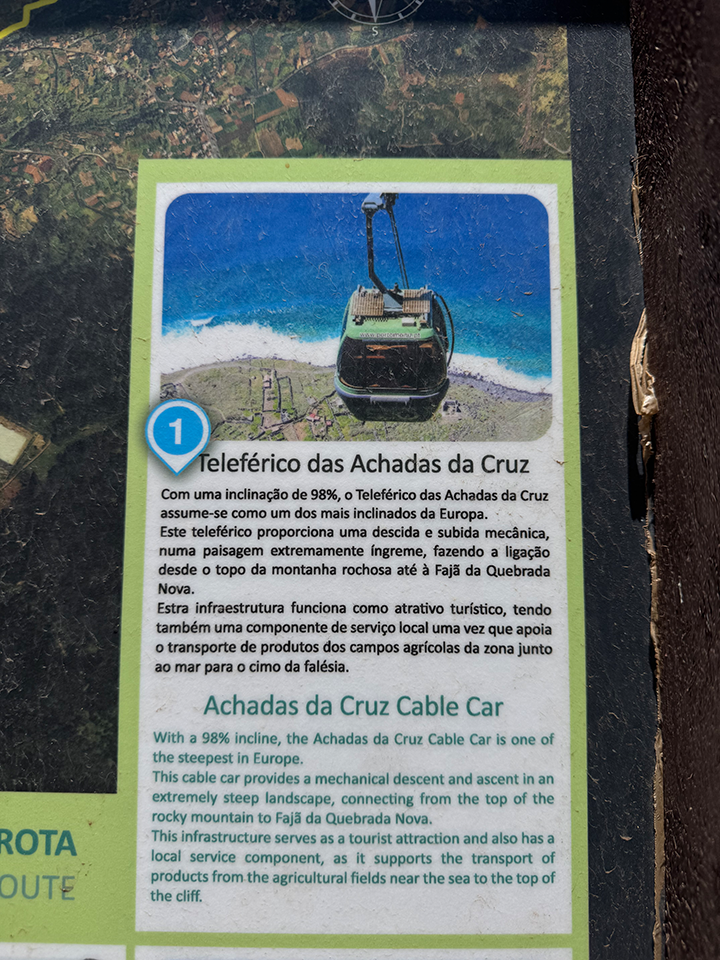 S
1
Teleférico das Achadas da Cruz
Com uma inclinação de 98%, o Teleférico das Achadas da Cruz
assume-se como um dos mais inclinados da Europa.
Este teleférico proporciona uma descida e subida mecânica,
numa paisagem extremamente íngreme, fazendo a ligação
desde o topo da montanha rochosa até à Fajã da Quebrada
Nova.
Estra infraestrutura funciona como atrativo turístico, tendo
também uma componente de serviço local uma vez que apoia
o transporte de produtos dos campos agrícolas da zona junto
ao mar para o cimo da falésia.
Achadas da Cruz Cable Car
With a 98% incline, the Achadas da Cruz Cable Car is one of
the steepest in Europe.
This cable car provides a mechanical descent and ascent in an
extremely steep landscape, connecting from the top of the
rocky mountain to Fajã da Quebrada Nova.
This infrastructure serves as a tourist attraction and also has a
local service component, as it supports the transport of
products from the agricultural fields near the sea to the top of
the cliff.
ROTA
OUTE